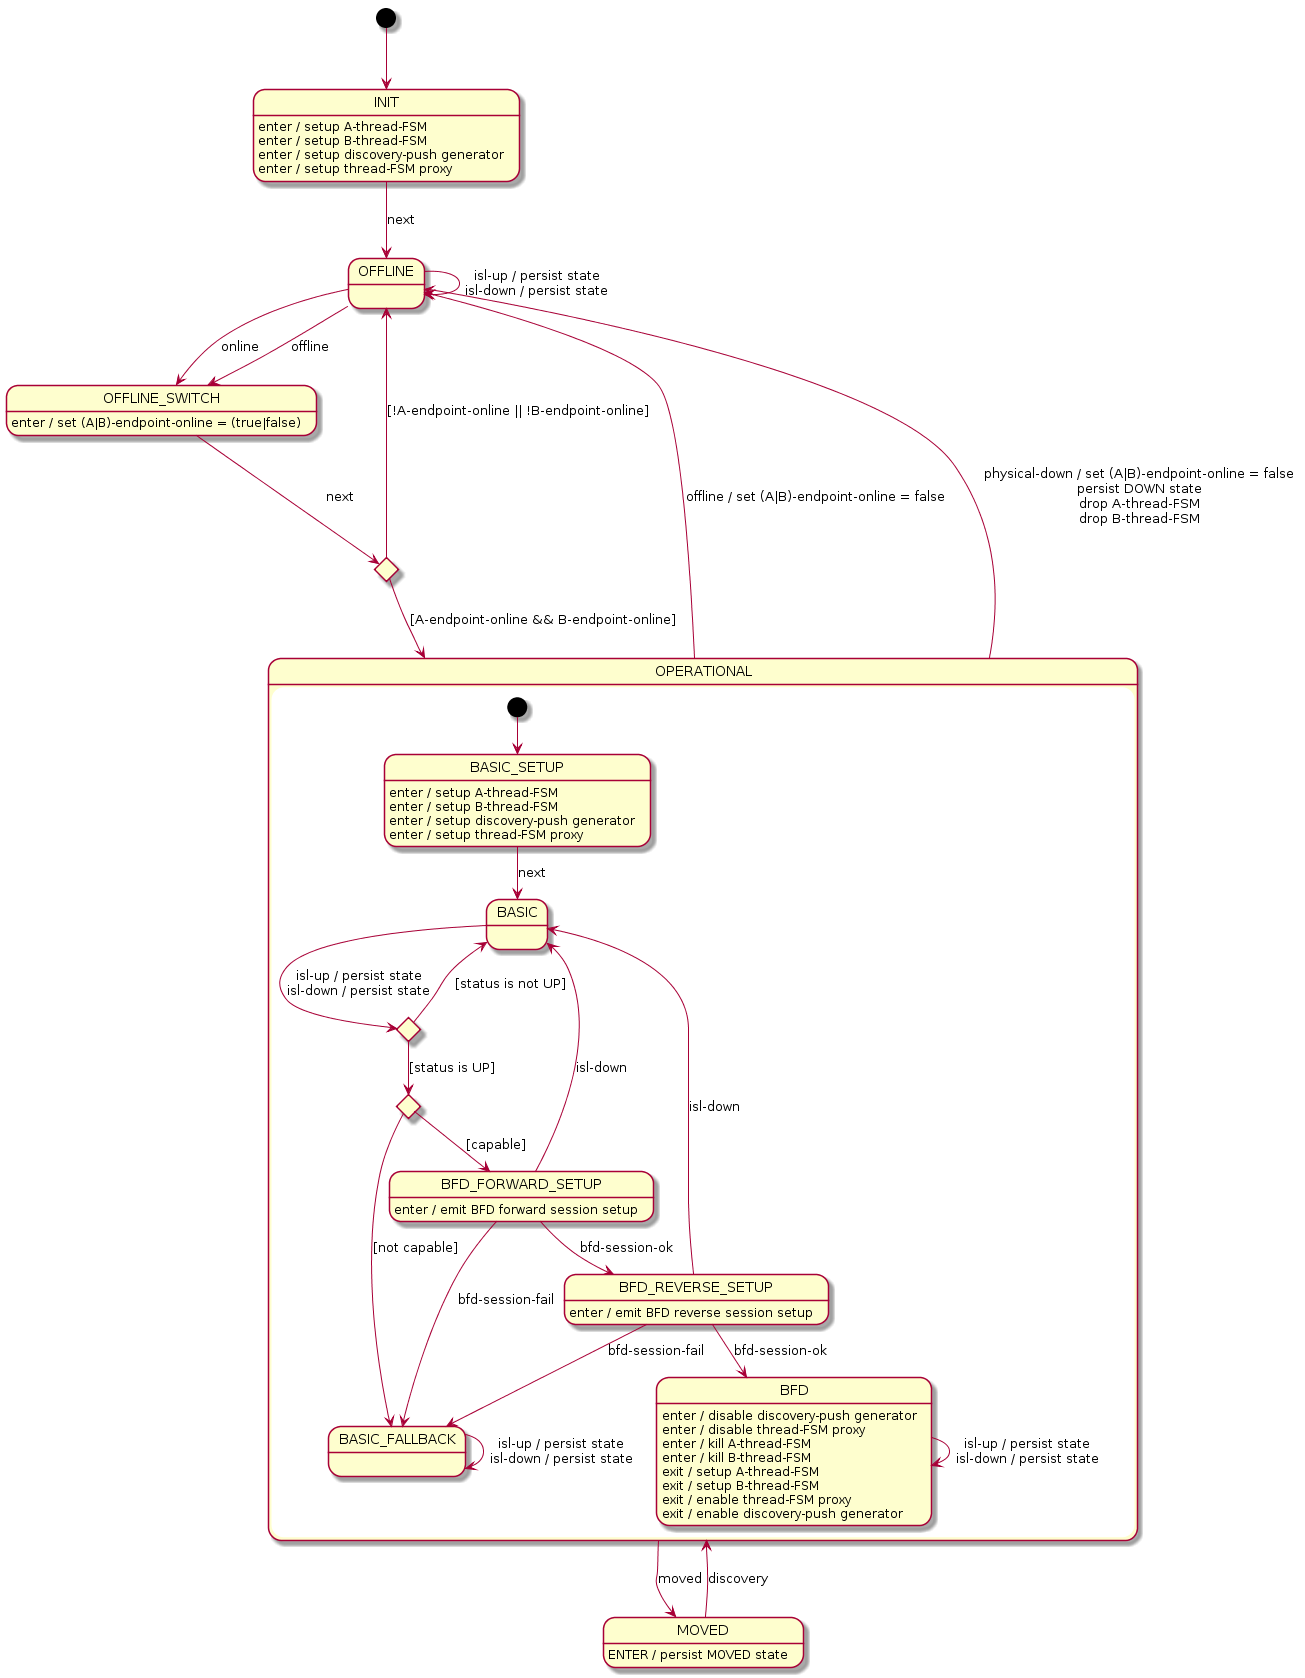 INIT
enter / setup A-thread-FSM
enter / setup B-thread-FSM
enter / setup discovery-push generator
enter / setup thread-FSM proxy
next
OFFLINE
isl-up / persist state
isl-down / persist state
online
offline
OFFLINE_SWITCH
enter / set (A|B)-endpoint-online = (true|false)
[!A-endpoint-online || !B-endpoint-online]
next
offline / set (A|B)-endpoint-online = false
physical-down / set (A|B)-endpoint-online = false
persist DOWN state
drop A-thread-FSM
drop B-thread-FSM
[A-endpoint-online && B-endpoint-online]
OPERATIONAL
BASIC_SETUP
enter / setup A-thread-FSM
enter / setup B-thread-FSM
enter / setup discovery-push generator
enter / setup thread-FSM proxy
next
BASIC
isl-up / persist state
isl-down / persist state
[status is not UP]
[status is UP]
isl-down
isl-down
[capable]
BFD_FORWARD_SETUP
enter / emit BFD forward session setup
[not capable]
bfd-session-ok
bfd-session-fail
BFD_REVERSE_SETUP
enter / emit BFD reverse session setup
bfd-session-fail
bfd-session-ok
BFD
enter / disable discovery-push generator
enter / disable thread-FSM proxy
enter / kill A-thread-FSM
enter / kill B-thread-FSM
exit / setup A-thread-FSM
exit / setup B-thread-FSM
exit / enable thread-FSM proxy
exit / enable discovery-push generator
isl-up / persist state
isl-down / persist state
BASIC_FALLBACK
isl-up / persist state
isl-down / persist state
moved
discovery
MOVED
ENTER / persist MOVED state